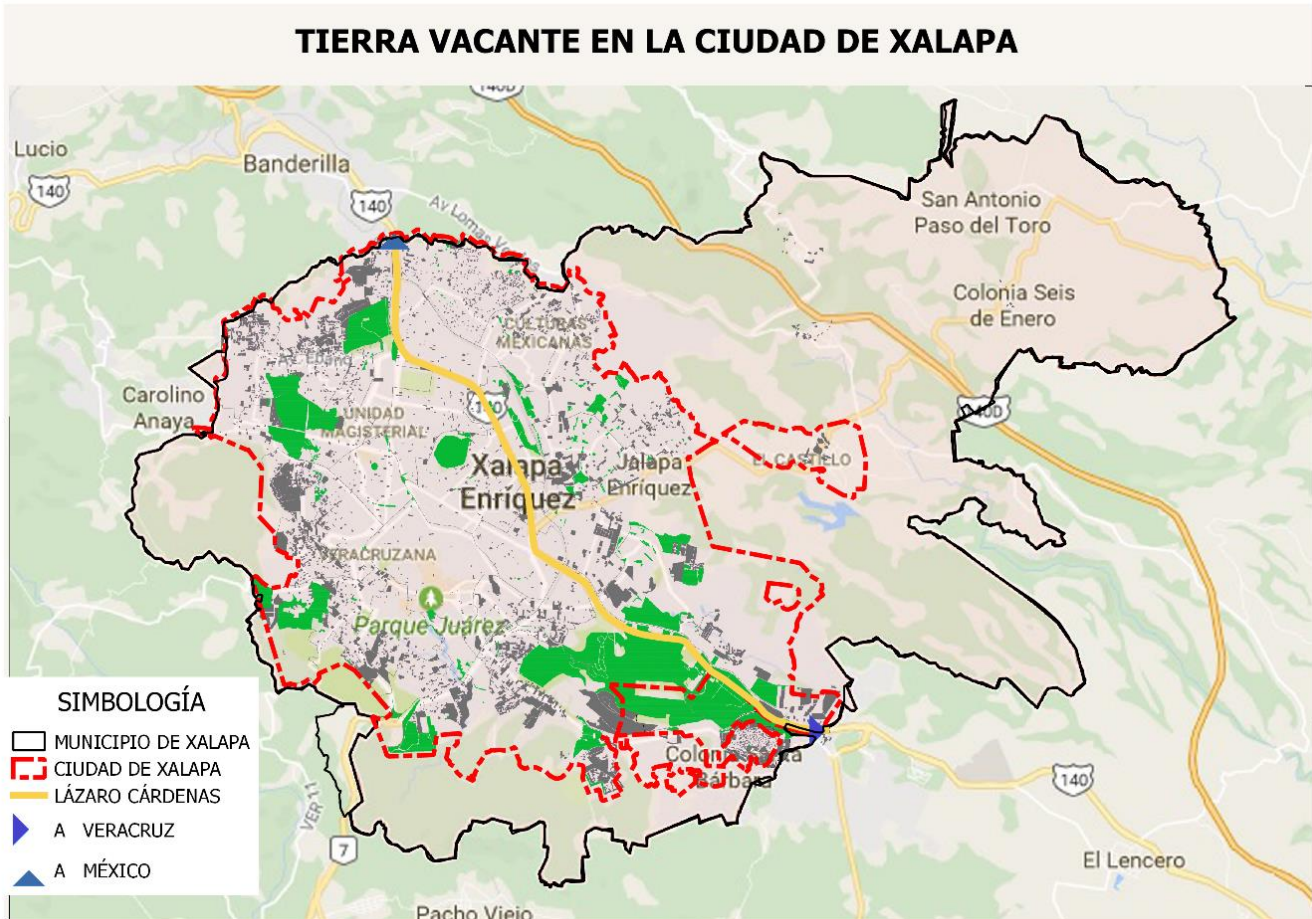 TIERRA VACANTE EN LA CIUDAD DE XALAPA
140D
Lucio
140
Banderilla
140
Av Lomas
San Antonio
Paso del Toro
Colonia Seis
de Enero
CULTURAS
MEXICANAS
Carolino
Anaya
UNIDAD
MAGISTERIAL
Xalapa
Enríquez
Jalapa
Enríquez
EL CASTILLO
VERACRUZANA
Parque Juárez
Colonia
Bárbara
140
VER 11
7
El Lencero
Pacho Viejo
SIMBOLOGÍA
MUNICIPIO DE XALAPA
CIUDAD DE XALAPA
LÁZARO CÁRDENAS
A VERACRUZ
A MÉXICO